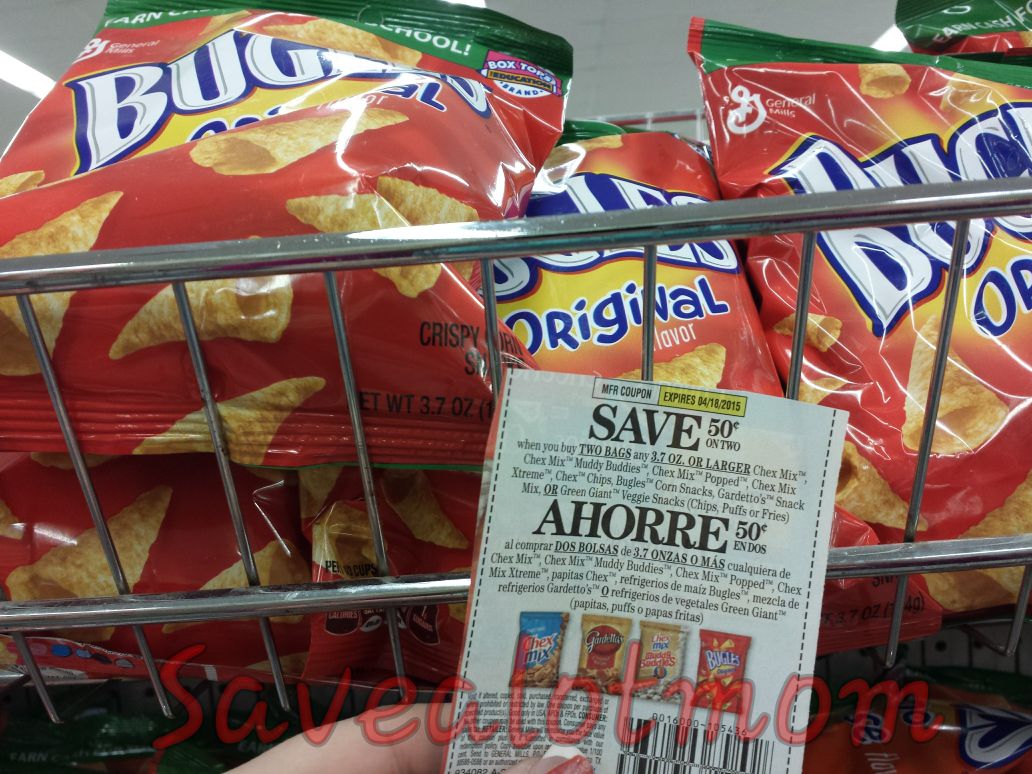 EARN CASH
SCHOOL!
General Mills
BUGLES
BOX TOPS
EDUCATION
BRAND
Original
flavor
CRISPY CORN
NET WT 3.7 OZ
Original
flavor
General Mills
MFR COUPON EXPIRES 04/18/2015
SAVE 50¢ ON TWO
when you buy TWO BAGS any 3.7 OZ. OR LARGER Chex Mix™,
Chex Mix™ Muddy Buddies™, Chex Mix™ Popped™, Chex Mix
Xtreme™, Chex™ Chips, Bugles™ Corn Snacks, Gardetto's™ Snack
Mix, OR Green Giant™ Veggie Snacks (Chips, Puffs or Fries)
AHORRE 50¢ EN DOS
al comprar DOS BOLSAS de 3.7 ONZAS O MÁS cualquiera de
Chex Mix™, Chex Mix™ Muddy Buddies™, Chex Mix™ Popped™, Chex
Mix Xtreme™, papitas Chex™, refrigerios de maíz Bugles™, mezcla de
refrigerios Gardetto's™ O refrigerios de vegetales Green Giant™
(papitas, puffs o papas fritas)
Chex mix
Gardetto's
Chex mix
Muddy Buddies
BUGLES
0016000-105436
3.7 OZ
CALORIES
Savealotmom